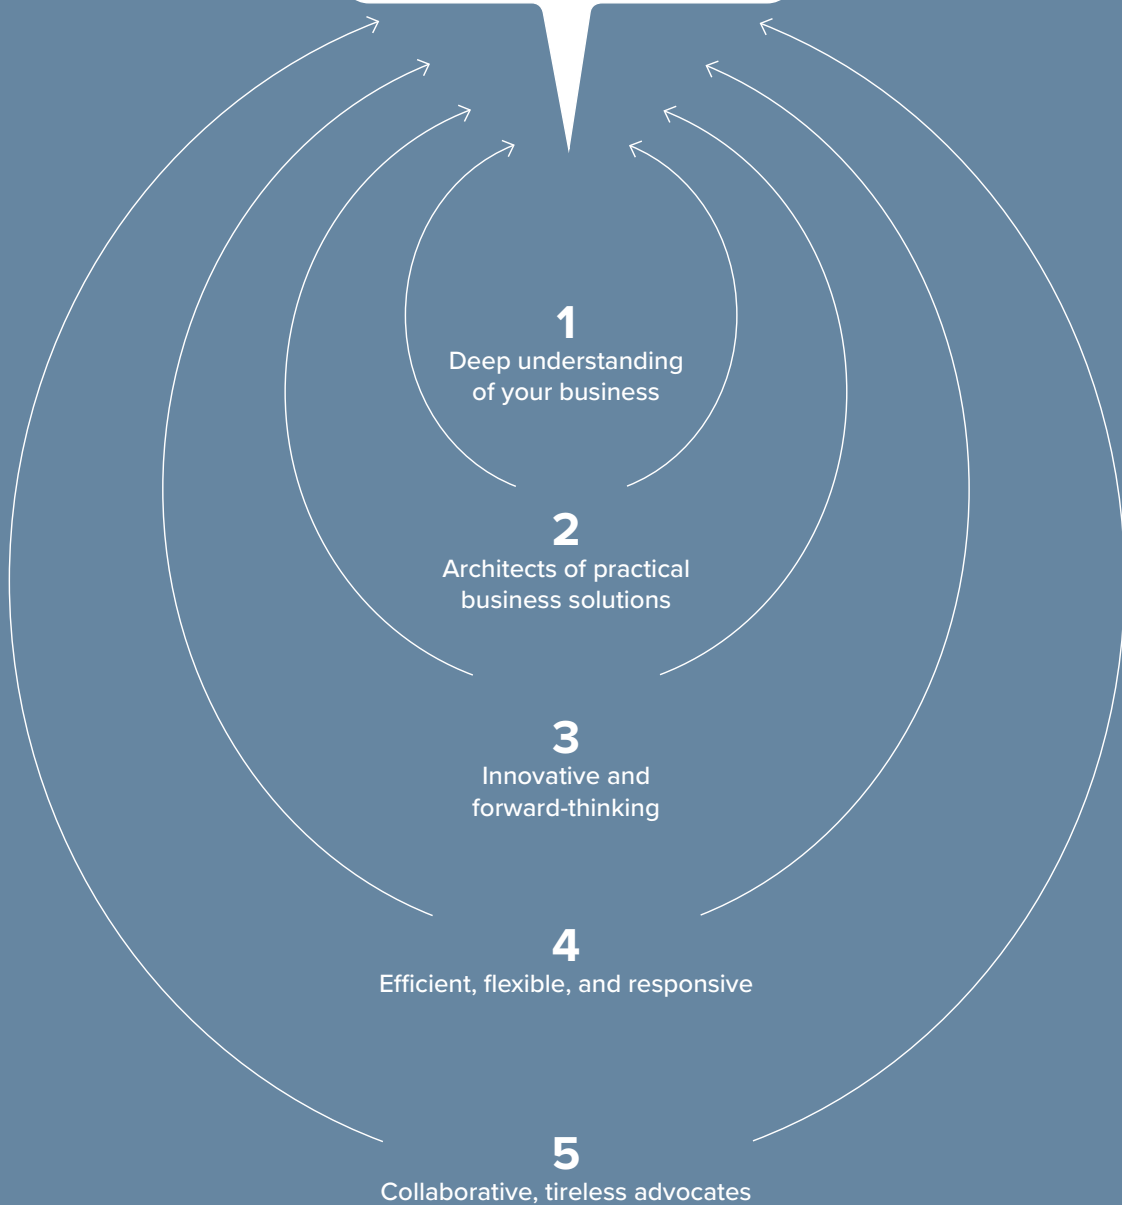 1
Deep understanding
of your business
2
Architects of practical
business solutions
3
Innovative and
forward-thinking
4
Efficient, flexible, and responsive
5
Collaborative, tireless advocates